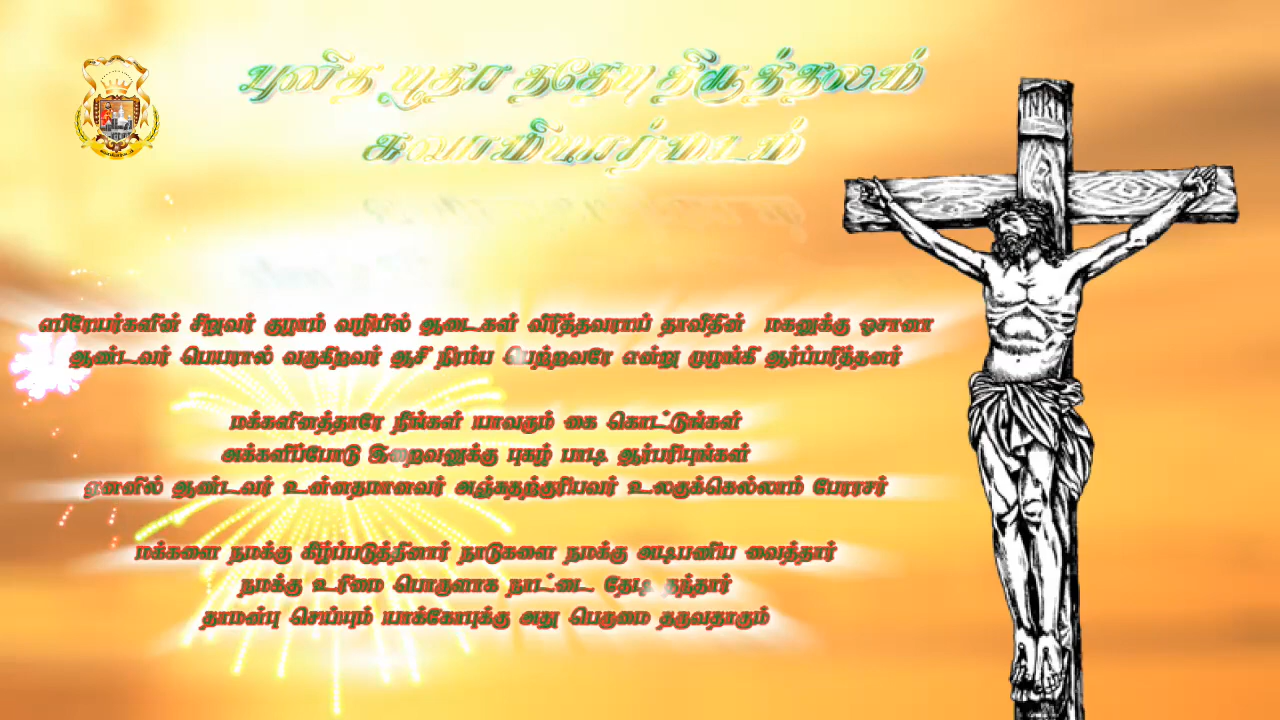 புனித யூதா ததேயு திருத்தலம்
சுவாமியார்மடம்
INRI
எபிரேயர்களின் சிறுவர் குழாம் வழியில் ஆடைகள் விரித்தவராய் தாவீதின் மகனுக்கு ஓசானா
ஆண்டவர் பெயரால் வருகிறவர் ஆசீ நிரம்ப பெற்றவரே என்று முழங்கி ஆர்ப்பரித்தனர்
மக்களினத்தாரே நீங்கள் யாவரும் கை கொட்டுங்கள்
அக்களிப்போடு இறைவனுக்கு புகழ் பாடி ஆர்பரியுங்கள்
ஏனனில் ஆண்டவர் உன்னதமானவர் அஞ்சுதற்குரியவர் உலகுக்கெல்லாம் பேரரசர்
மக்களை நமக்கு கீழ்ப்படுத்தினார் நாடுகளை நமக்கு அடிபணிய வைத்தார்
நமக்கு உரிமை பொருளாக நாட்டை தேடி தந்தார்
தாமன்பு செய்யும் யாக்கோபுக்கு அது பெருமை தருவதாகும்